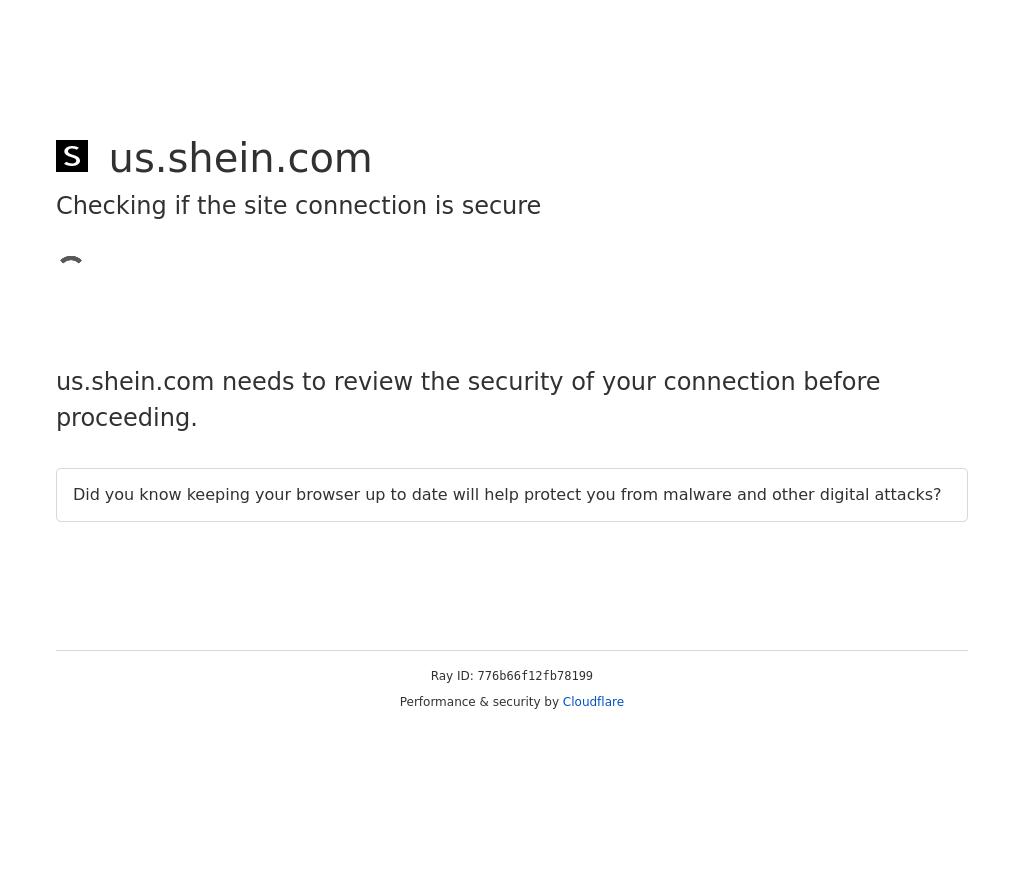 S us.shein.com
Checking if the site connection is secure
us.shein.com needs to review the security of your connection before
proceeding.
Did you know keeping your browser up to date will help protect you from malware and other digital attacks?
Ray ID: 776b66f12fb78199
Performance & security by Cloudflare